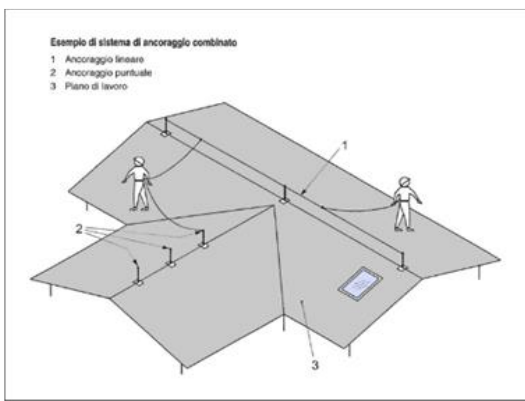 Esempio di sistema di ancoraggio combinato
1 Ancoraggio lineare
2 Ancoraggio puntuale
3 Piano di lavoro
1
2
3